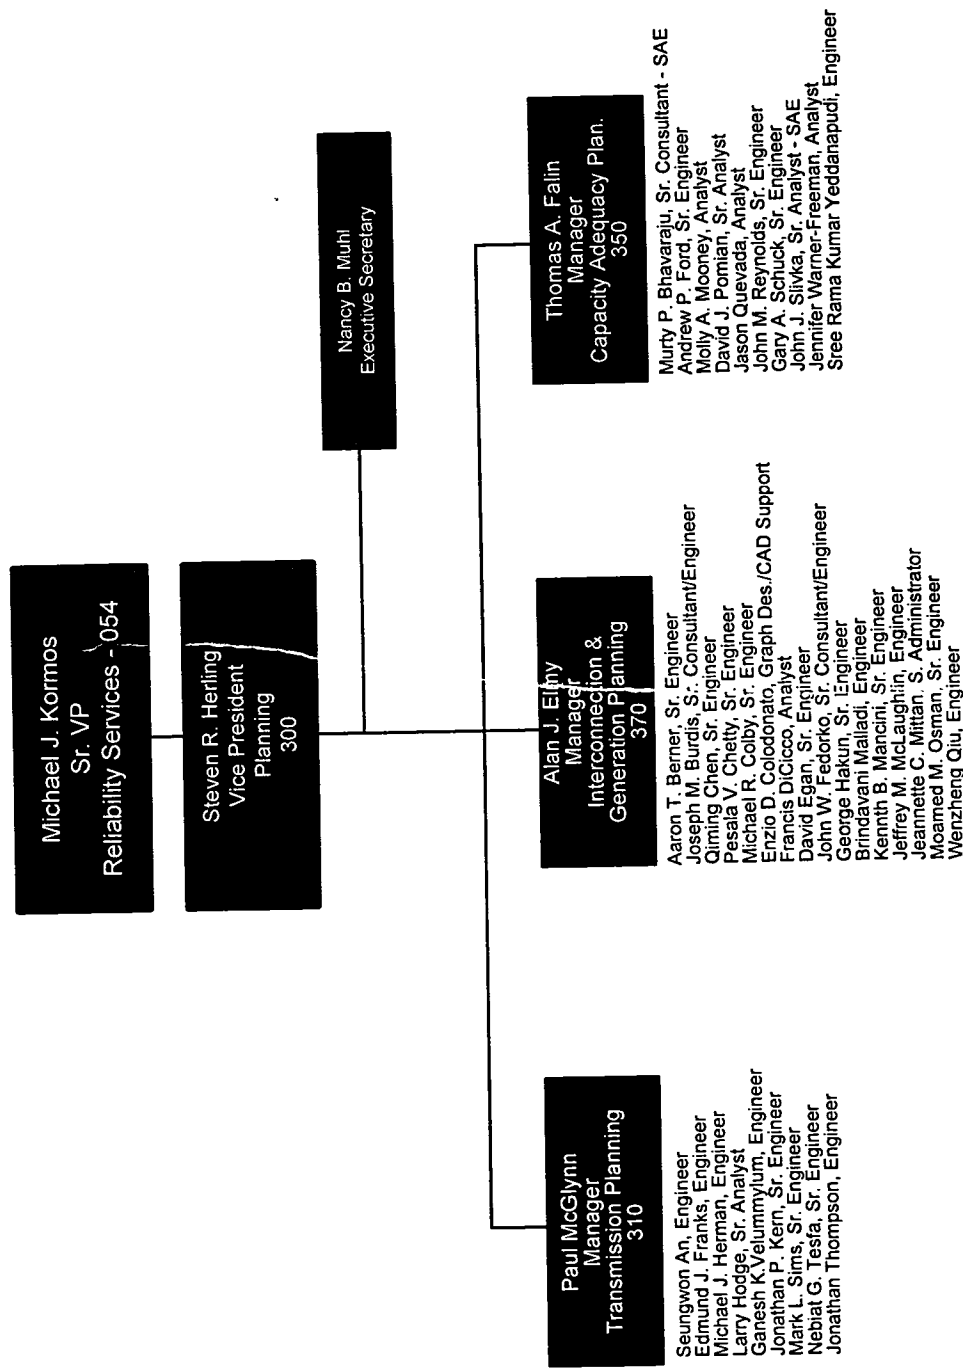 Michael J. Kormos
Sr. VP
Reliability Services - 054
Steven R. Herling
Vice President
Planning
300
Nancy B. Muhl
Executive Secretary
Paul McGlynn
Manager
Transmission Planning
310
Seungwon An, Engineer
Edmund J. Franks, Engineer
Michael J. Herman, Engineer
Larry Hodge, Sr. Analyst
Ganesh K.Velummylum, Engineer
Jonathan P. Kern, Sr. Engineer
Mark L. Sims, Sr. Engineer
Nebiat G. Tesfa, Sr. Engineer
Jonathan Thompson, Engineer
Alan J. Elmy
Manager
Interconnection &
Generation Planning
370
Aaron T. Berner, Sr. Engineer
Joseph M. Burdis, Sr. Consultant/Engineer
Qiming Chen, Sr. Engineer
Pesala V. Chetty, Sr. Engineer
Michael R. Colby, Sr. Engineer
Enzio D. Colodonato, Graph Des./CAD Support
Francis DiCicco, Analyst
David Egan, Sr. Engineer
John W. Fedorko, Sr. Consultant/Engineer
George Hakun, Sr. Engineer
Brindavani Malladi, Engineer
Kennth B. Mancini, Sr. Engineer
Jeffrey M. McLaughlin, Engineer
Jeannette C. Mittan. S. Administrator
Moamed M. Osman, Sr. Engineer
Wenzheng Qiu, Engineer
Thomas A. Falin
Manager
Capacity Adequacy Plan.
350
Murty P. Bhavaraju, Sr. Consultant - SAE
Andrew P. Ford, Sr. Engineer
Molly A. Mooney, Analyst
David J. Pomian, Sr. Analyst
Jason Quevada, Analyst
John M. Reynolds, Sr. Engineer
Gary A. Schuck, Sr. Engineer
John J. Slivka, Sr. Analyst - SAE
Jennifer Warner-Freeman, Analyst
Sree Rama Kumar Yeddanapudi, Engineer